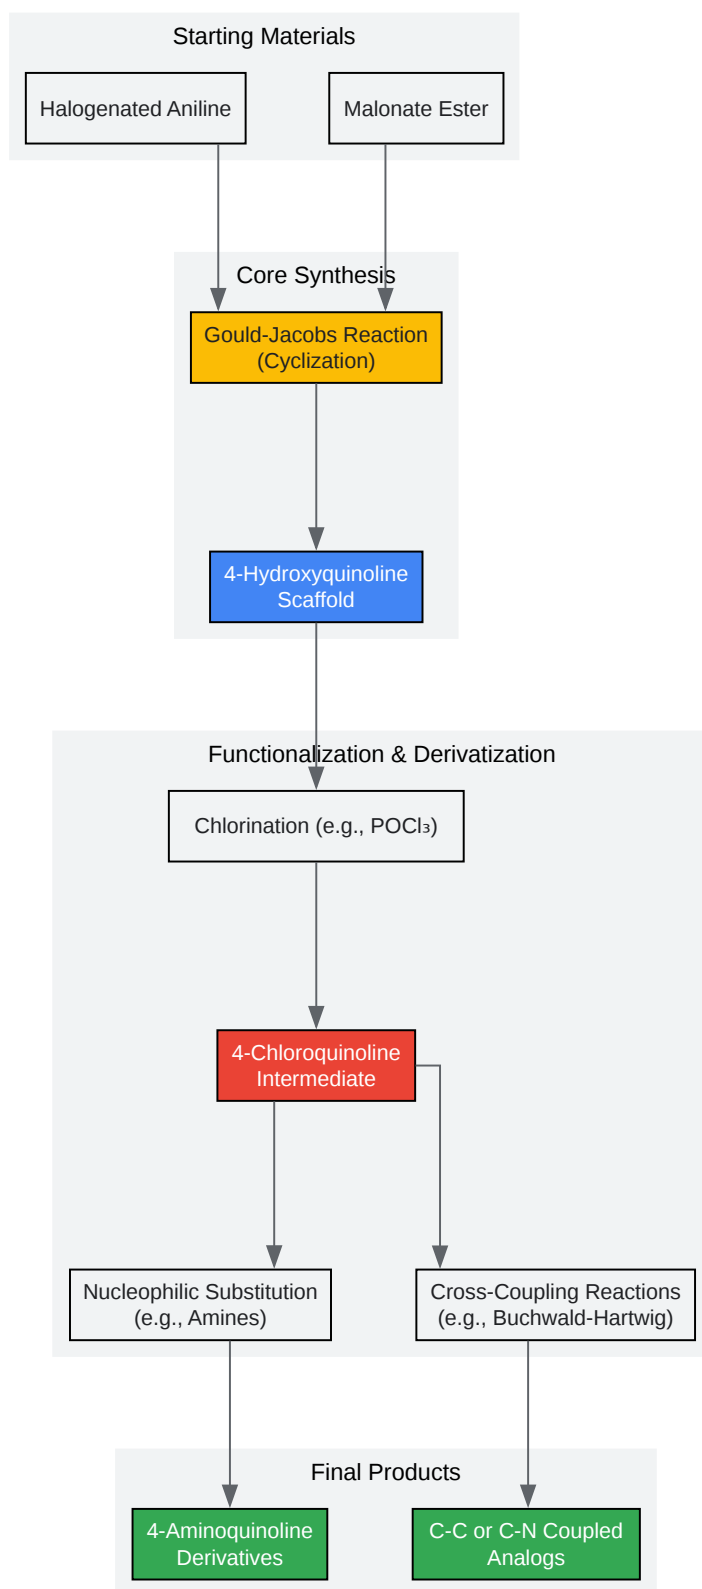 Starting Materials
Halogenated Aniline
Malonate Ester
Core Synthesis
Gould-Jacobs Reaction
(Cyclization)
4-Hydroxyquinoline
Scaffold
Functionalization & Derivatization
Chlorination (e.g., POCl₃)
4-Chloroquinoline
Intermediate
Nucleophilic Substitution
(e.g., Amines)
Cross-Coupling Reactions
(e.g., Buchwald-Hartwig)
Final Products
4-Aminoquinoline
Derivatives
C-C or C-N Coupled
Analogs